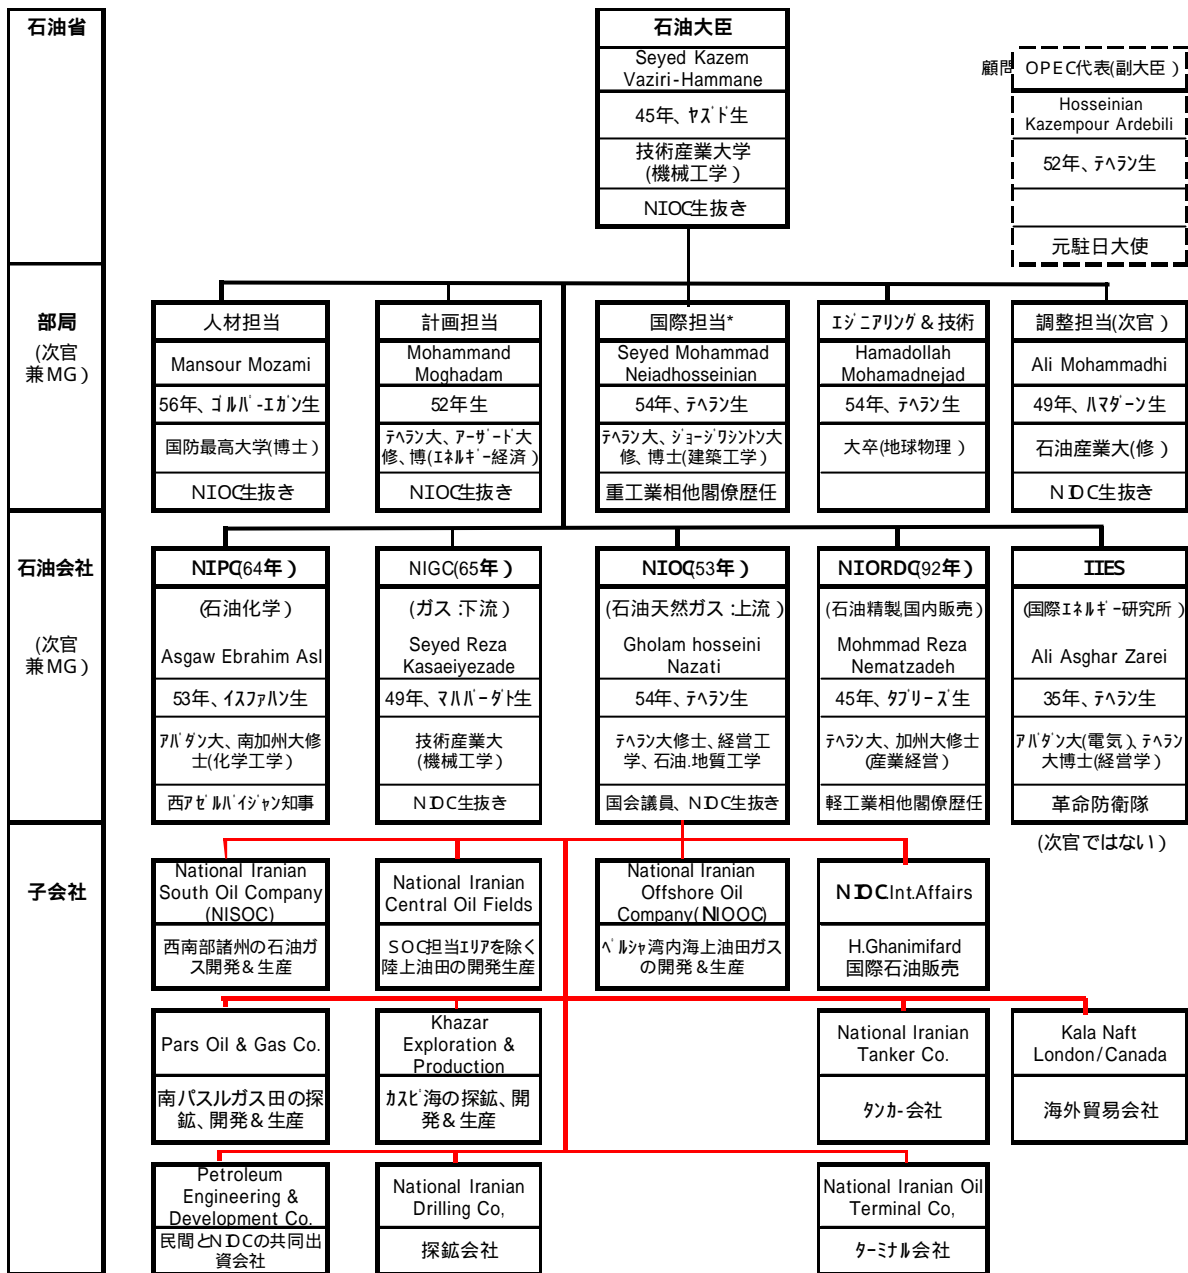 石油省
石油大臣
Seyed Kazem
Vaziri-Hammane
45年、ﾔｽﾞﾄﾞ生
技術産業大学
(機械工学）
NIOC生抜き
顧問
OPEC代表(副大臣）
Hosseinian
Kazempour Ardebili
52年、ﾃﾍﾗﾝ生
元駐日大使
部局
(次官
兼MG）
人材担当
Mansour Mozami
56年、ｺﾞﾙﾊﾟ-ｴｶﾞﾝ生
国防最高大学(博士）
NIOC生抜き
計画担当
Mohammand
Moghadam
52年生
ﾃﾍﾗﾝ大、ｱｰｻﾞｰﾄﾞ大
修、博(ｴﾈﾙｷﾞｰ経済）
NIOC生抜き
国際担当*
Seyed Mohammad
Neiadhosseinian
54年、ﾃﾍﾗﾝ生
ﾃﾍﾗﾝ大、ｼﾞｮｰｼﾞﾜｼﾝﾄﾝ大
修、博士(建築工学）
重工業相他閣僚歴任
ｴｼﾞﾆｱﾘﾝｸﾞ＆技術
Hamadollah
Mohamadnejad
54年、ﾃﾍﾗﾝ生
大卒(地球物理）
調整担当(次官）
Ali Mohammadhi
49年、ﾊﾏﾀﾞｰﾝ生
石油産業大(修）
NIOC生抜き
石油会社
(次官
兼MG）
NIPC(64年）
(石油化学）
Asgaw Ebrahim Asl
53年、ｲｽﾌｧﾊﾝ生
ｱﾊﾞﾀﾞﾝ大、南加州大修
士(化学工学）
西ｱｾﾞﾙﾊﾞｲｼﾞｬﾝ知事
NIGC(65年）
(ガス:下流）
Seyed Reza
Kasaeiyezade
49年、ﾏﾊﾊﾞｰﾀﾞﾄ生
技術産業大
(機械工学）
NIOC生抜き
NIOC(53年）
(石油天然ガス:上流）
Gholam hosseini
Nazati
54年、ﾃﾍﾗﾝ生
ﾃﾍﾗﾝ大修士、経営工
学、石油.地質工学
国会議員、NIOC生抜き
NIORDC(92年）
(石油精製,国内販売）
Mohmmad Reza
Nematzadeh
45年、ﾀﾌﾞﾘｰｽﾞ生
ﾃﾍﾗﾝ大、加州大修士
(産業経営）
軽工業相他閣僚歴任
IIES
(国際ｴﾈﾙｷﾞｰ研究所）
Ali Asghar Zarei
35年、ﾃﾍﾗﾝ生
ｱﾊﾞﾀﾞﾝ大(電気）、ﾃﾍﾗﾝ
大博士(経営学）
革命防衛隊
(次官ではない）
子会社
National Iranian
South Oil Company
(NISOC)
西南部諸州の石油ガ
ス開発＆生産
National Iranian
Central Oil Fields
SOC担当ｴﾘｱを除く
陸上油田の開発生産
National Iranian
Offshore Oil
Company(NIOOC)
ﾍﾟﾙｼｬ湾内海上油田ガス
の開発＆生産
NIOC Int.Affairs
H.Ghanimifard
国際石油販売
Pars Oil & Gas Co.
南パスルガス田の探
鉱、開発＆生産
Khazar
Exploration &
Production
ｶｽﾋﾟ海の探鉱、開
発＆生産
National Iranian
Tanker Co.
ﾀﾝｶ-会社
Kala Naft
London/Canada
海外貿易会社
Petroleum
Engineering &
Development Co.
民間とNIOCの共同出
資会社
National Iranian
Drilling Co,
探鉱会社
National Iranian Oil
Terminal Co,
ﾀｰﾐﾅﾙ会社